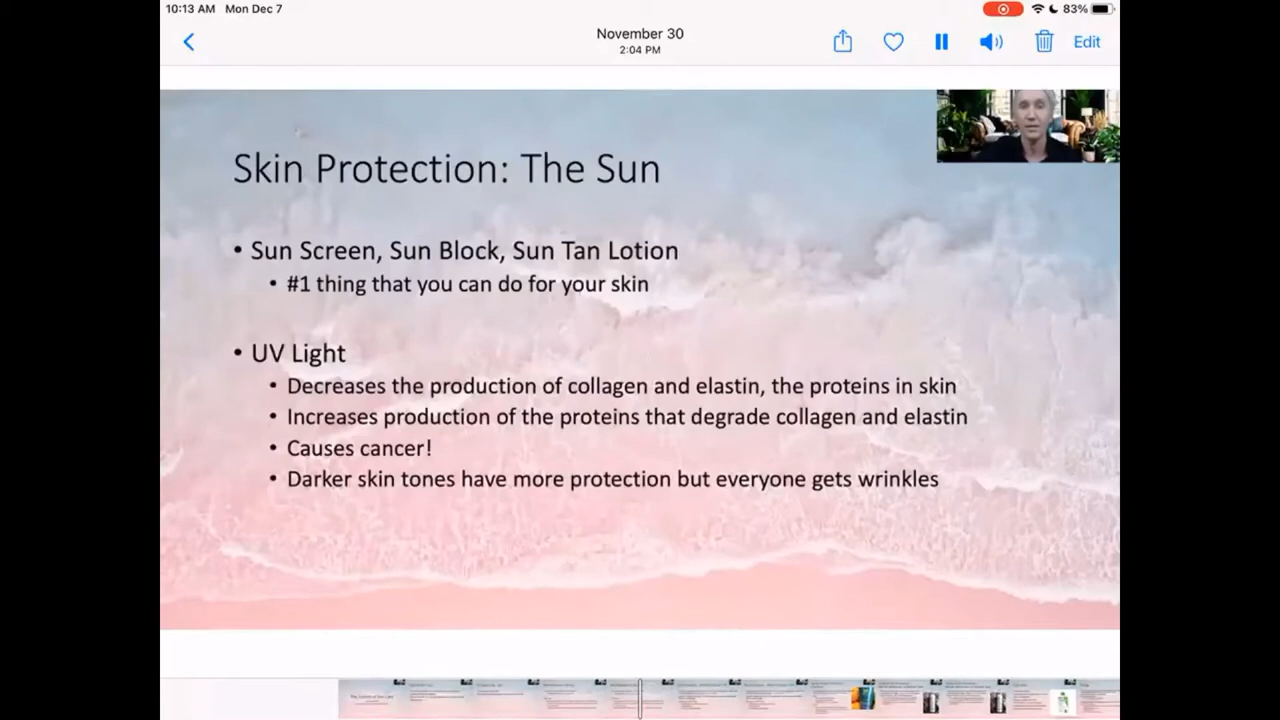 10:13 AM Mon Dec 7
83%
November 30
2:04 PM
Edit
Skin Protection: The Sun
• Sun Screen, Sun Block, Sun Tan Lotion
• #1 thing that you can do for your skin
• UV Light
• Decreases the production of collagen and elastin, the proteins in skin
• Increases production of the proteins that degrade collagen and elastin
• Causes cancer!
• Darker skin tones have more protection but everyone gets wrinkles